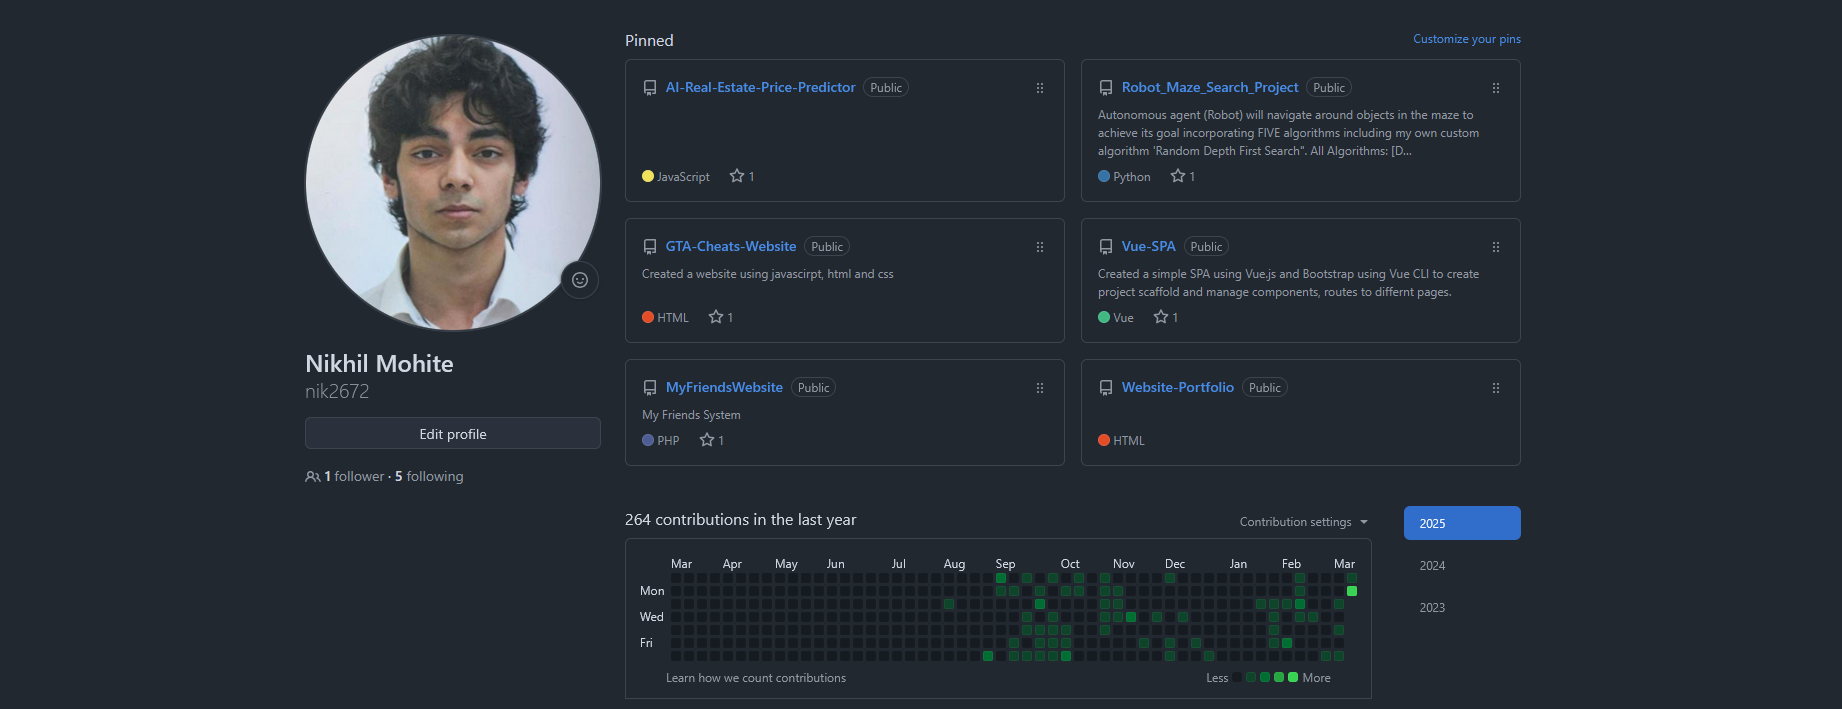 Nikhil Mohite
nik2672
Edit profile
1 follower · 5 following
Pinned
Customize your pins
AI-Real-Estate-Price-Predictor Public
JavaScript 1
Robot_Maze_Search_Project Public
Autonomous agent (Robot) will navigate around objects in the maze to
achieve its goal incorporating FIVE algorithms including my own custom
algorithm 'Random Depth First Search". All Algorithms: [D...
Python 1
GTA-Cheats-Website Public
Created a website using javascirpt, html and css
HTML 1
Vue-SPA Public
Created a simple SPA using Vue.js and Bootstrap using Vue CLI to create
project scaffold and manage components, routes to differnt pages.
Vue 1
MyFriendsWebsite Public
My Friends System
PHP 1
Website-Portfolio Public
HTML
264 contributions in the last year
Contribution settings
Mar Apr May Jun Jul Aug Sep Oct Nov Dec Jan Feb Mar
Mon
Wed
Fri
Learn how we count contributions
Less More
2025
2024
2023